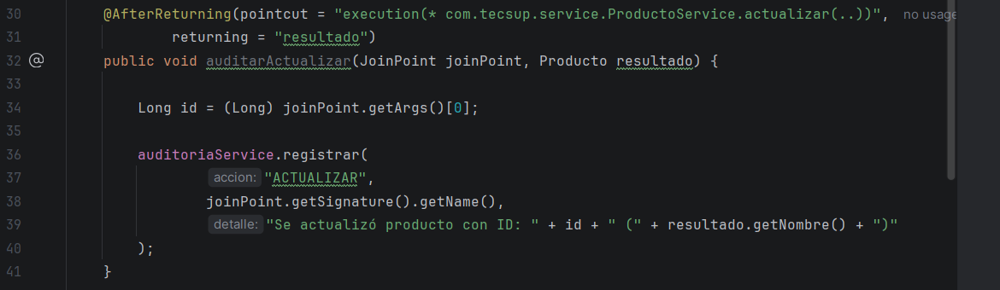 30 @AfterReturning(pointcut = "execution(* com.tecsup.service.ProductoService.actualizar(..))", no usage
31 returning = "resultado")
32 @ public void auditarActualizar(JoinPoint joinPoint, Producto resultado) {
33
34 Long id = (Long) joinPoint.getArgs()[0];
35
36 auditoriaService.registrar(
37 accion: "ACTUALIZAR",
38 joinPoint.getSignature().getName(),
39 detalle: "Se actualizó producto con ID: " + id + " (" + resultado.getNombre() + ")"
40 );
41 }